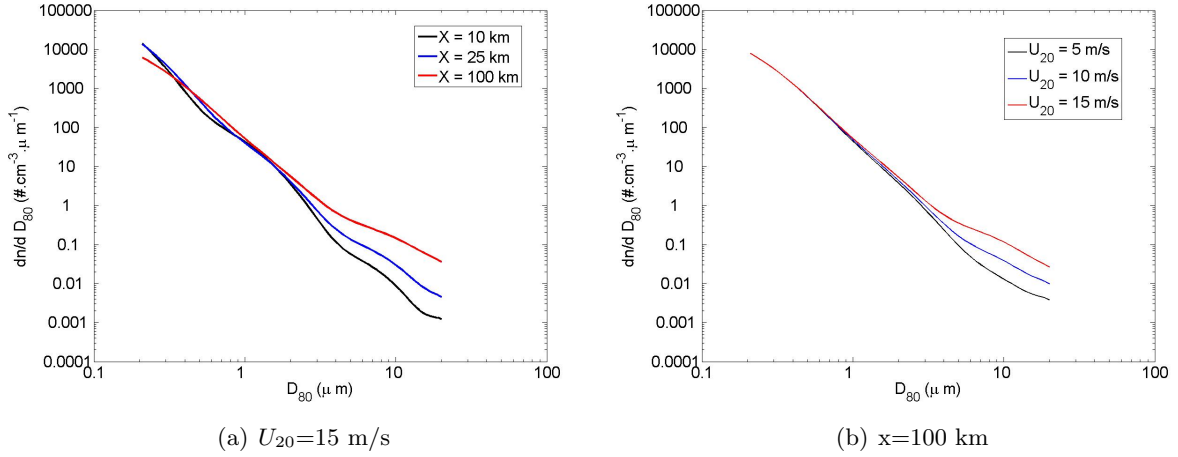 100000
10000
1000
100
10
1
0.1
0.01
0.001
0.0001
dn/d D80 (#.cm-3.μ m-1)
0.1 1 10 100
D80 (μ m)
X = 10 km
X = 25 km
X = 100 km
(a) U20=15 m/s
100000
10000
1000
100
10
1
0.1
0.01
0.001
0.0001
dn/d D80 (#.cm-3.μ m-1)
0.1 1 10 100
D80 (μ m)
U20 = 5 m/s
U20 = 10 m/s
U20 = 15 m/s
(b) x=100 km